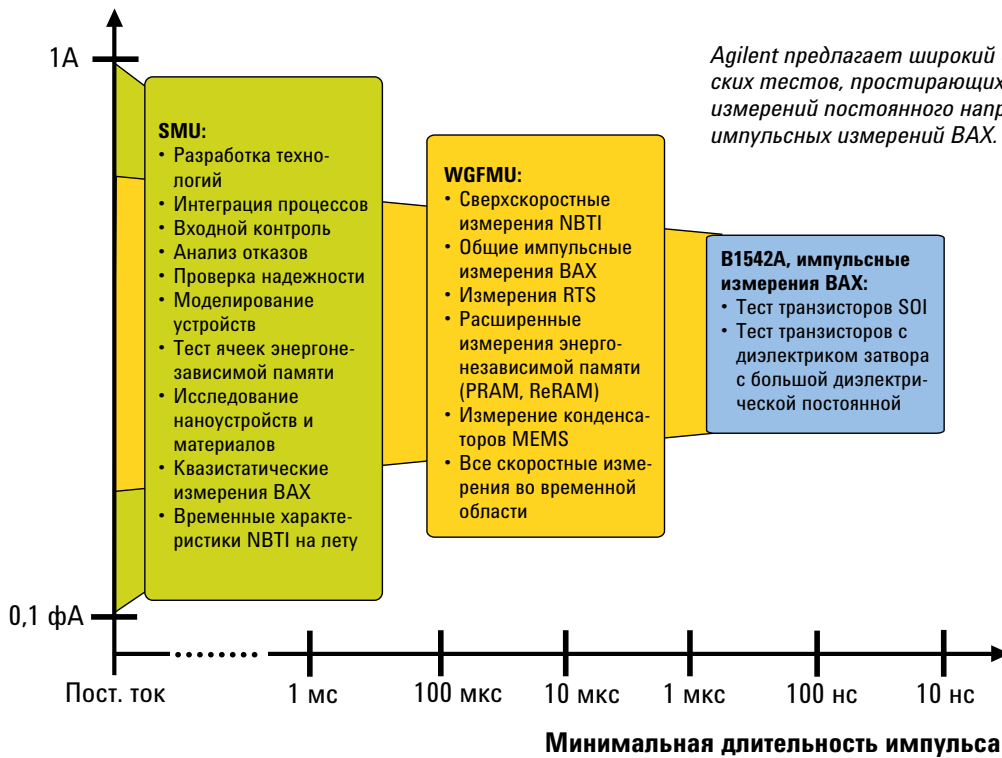 1А
Agilent предлагает широкий
ских тестов, простирающих
измерений постоянного напр
импульсных измерений ВАХ.
SMU:
• Разработка техно-
логий
• Интеграция процессов
• Входной контроль
• Анализ отказов
• Проверка надежности
• Моделирование
устройств
• Тест ячеек энергоне-
зависимой памяти
• Исследование
наноустройств и
материалов
• Квазистатические
измерения ВАХ
• Временные характе-
ристики NBTI на лету
WGFMU:
• Сверхскоростные
измерения NBTI
• Общие импульсные
измерения ВАХ
• Измерения RTS
• Расширенные
измерения энерго-
независимой памяти
(PRAM, ReRAM)
• Измерение конденса-
торов MEMS
• Все скоростные изме-
рения во временной
области
B1542A, импульсные
измерения ВАХ:
• Тест транзисторов SOI
• Тест транзисторов с
диэлектриком затвора
с большой диэлектри-
ческой постоянной
0,1 фА
Пост. ток 1 мс 100 мкс 10 мкс 1 мкс 100 нс 10 нс
Минимальная длительность импульса